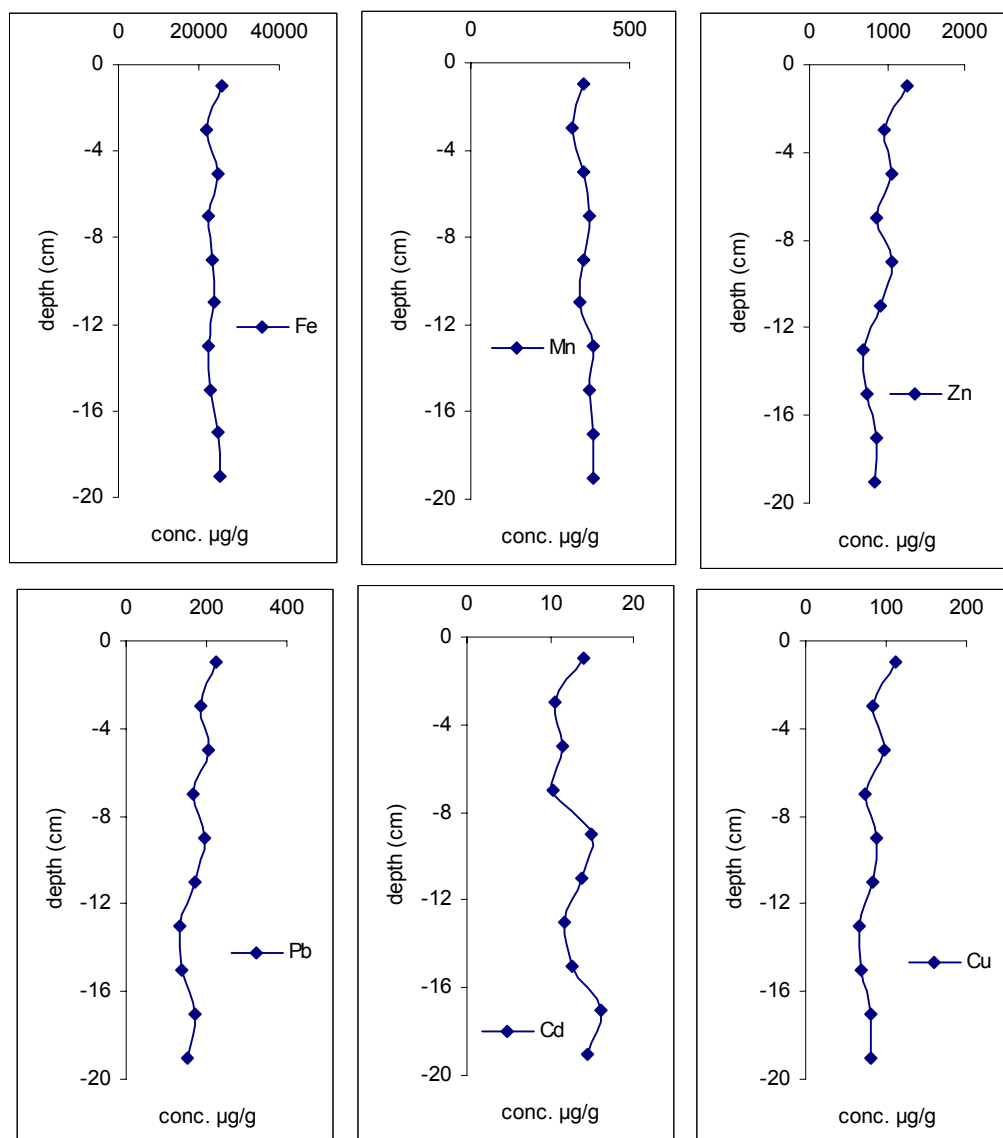 0 20000 40000
0
-4
-8
-12
-16
-20
depth (cm)
Fe
conc. µg/g
0 500
0
-4
-8
-12
-16
-20
depth (cm)
Mn
conc. µg/g
0 1000 2000
0
-4
-8
-12
-16
-20
depth (cm)
Zn
conc. µg/g
0 200 400
0
-4
-8
-12
-16
-20
depth (cm)
Pb
conc. µg/g
0 10 20
0
-4
-8
-12
-16
-20
depth (cm)
Cd
conc. µg/g
0 100 200
0
-4
-8
-12
-16
-20
depth (cm)
Cu
conc. µg/g